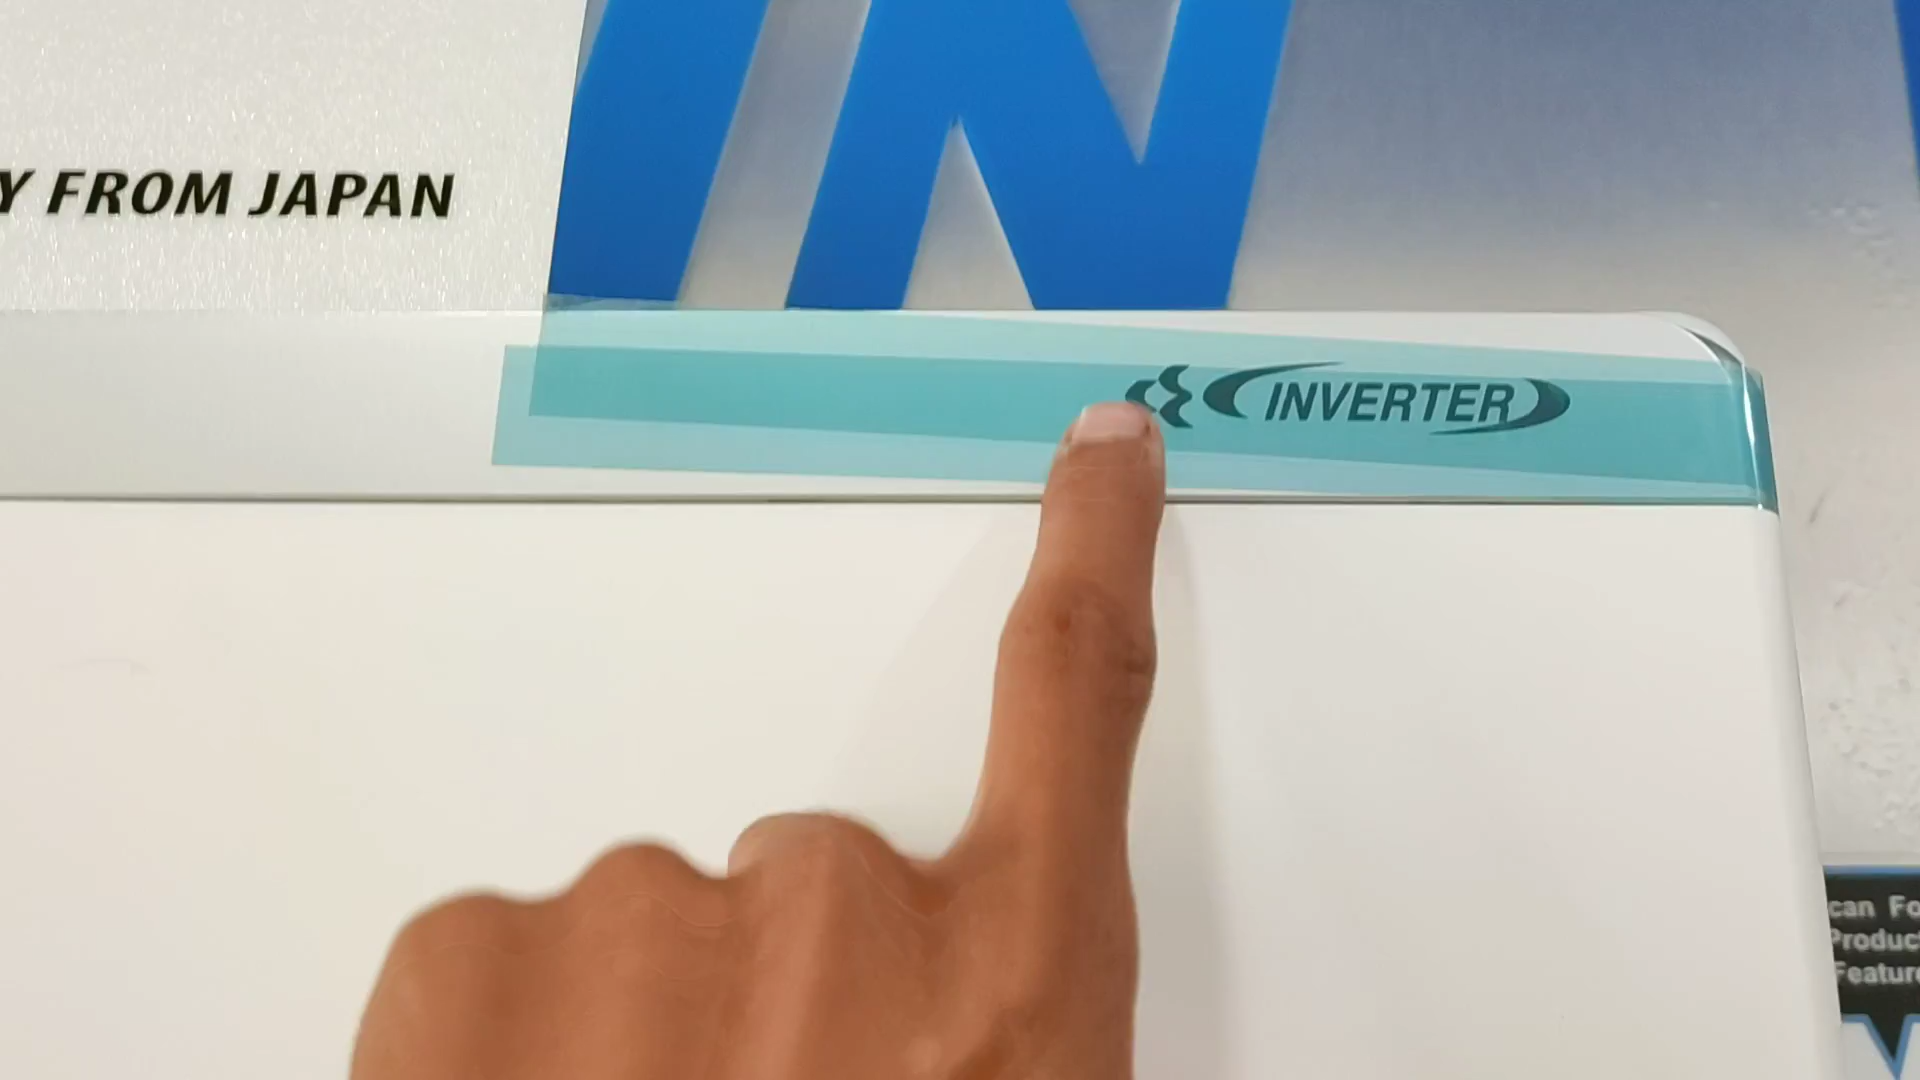 Y FROM JAPAN
IN
INVERTER
can Fo
Produc
Feature